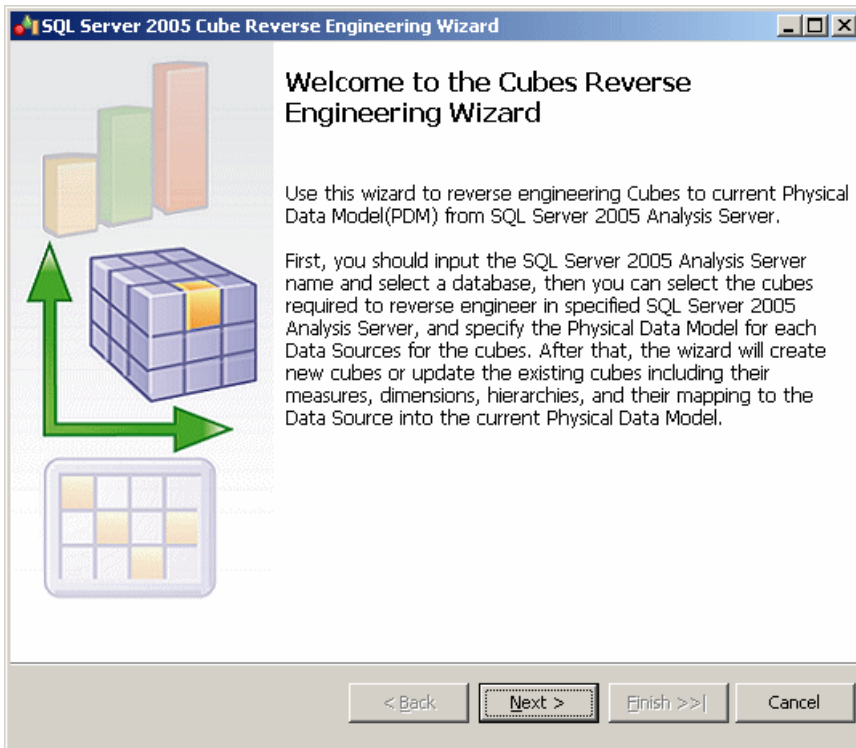 SQL Server 2005 Cube Reverse Engineering Wizard
Welcome to the Cubes Reverse
Engineering Wizard
Use this wizard to reverse engineering Cubes to current Physical
Data Model(PDM) from SQL Server 2005 Analysis Server.
First, you should input the SQL Server 2005 Analysis Server
name and select a database, then you can select the cubes
required to reverse engineer in specified SQL Server 2005
Analysis Server, and specify the Physical Data Model for each
Data Sources for the cubes. After that, the wizard will create
new cubes or update the existing cubes including their
measures, dimensions, hierarchies, and their mapping to the
Data Source into the current Physical Data Model.
< Back Next > Finish >>| Cancel